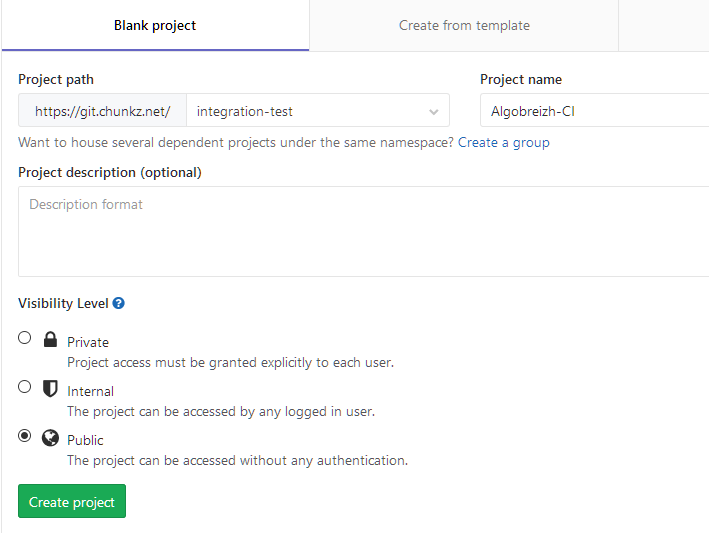 Blank project
Create from template
Project path
Project name
https://git.chunkz.net/
integration-test
Algobreizh-CI
Want to house several dependent projects under the same namespace? Create a group
Project description (optional)
Description format
Visibility Level ?
Private
Project access must be granted explicitly to each user.
Internal
The project can be accessed by any logged in user.
Public
The project can be accessed without any authentication.
Create project